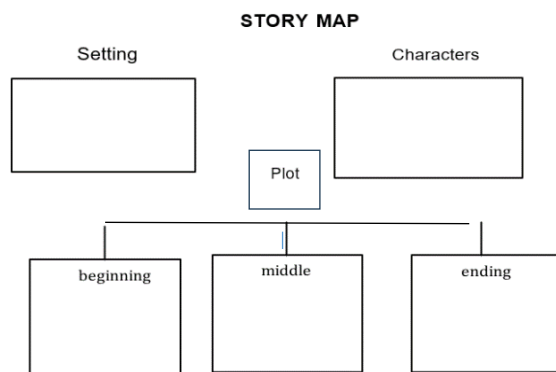 STORY MAP
Setting
Characters
Plot
beginning
middle
ending